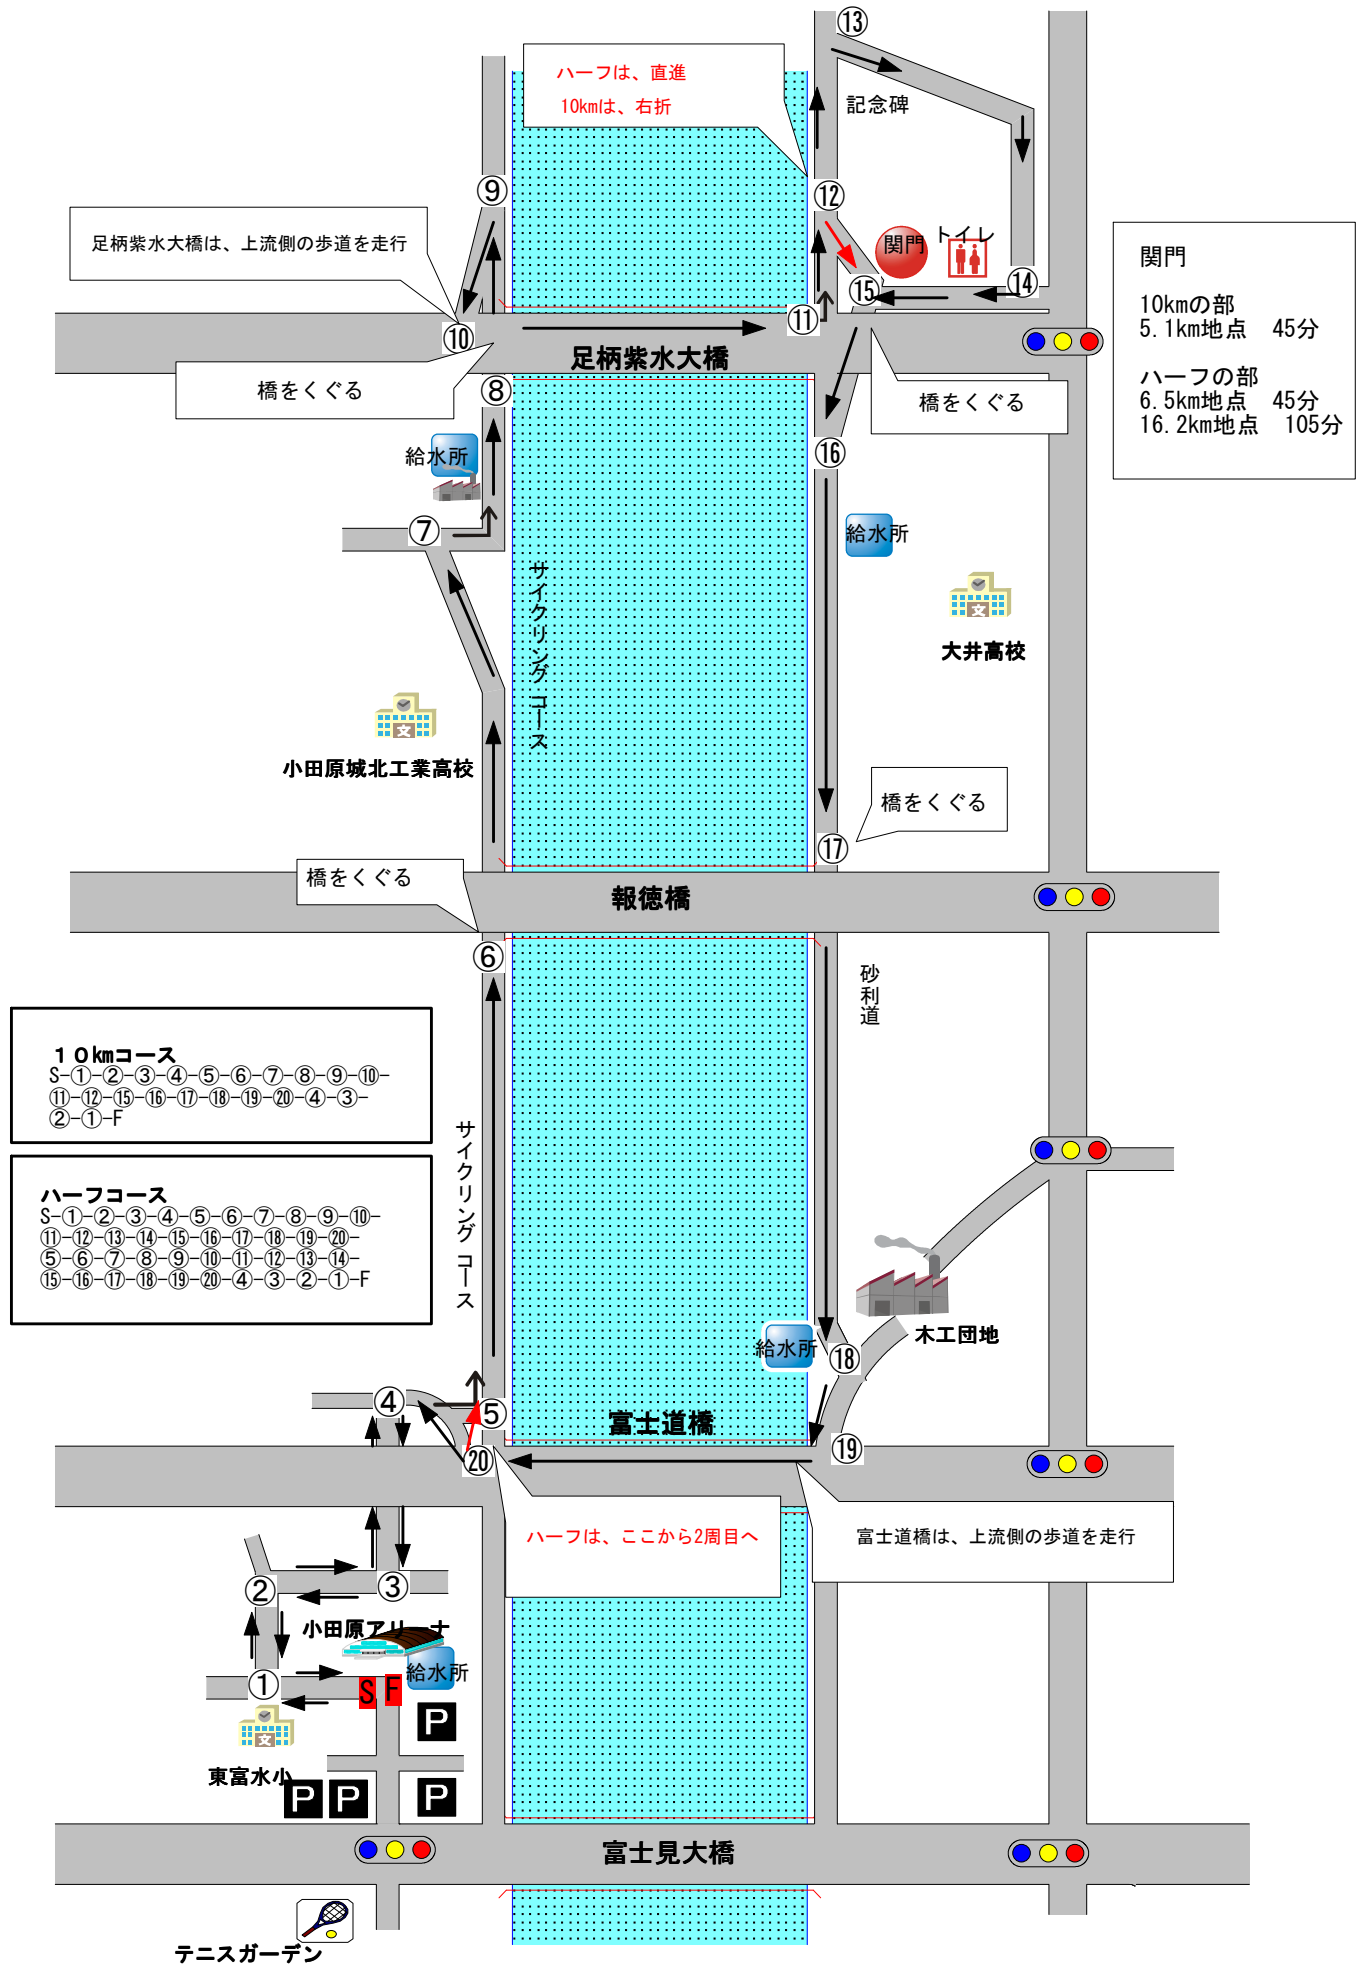 ⑬
ハーフは、直進
10kmは、右折
記念碑
⑨
⑫
足柄紫水大橋は、上流側の歩道を走行
関門
トイレ
⑭
⑮
関門
10kmの部
5.1km地点　45分
ハーフの部
6.5km地点　45分
16.2km地点　105分
⑪
⑩
足柄紫水大橋
橋をくぐる
⑧
橋をくぐる
給水所
⑯
⑦
給水所
サイクリングコース
大井高校
小田原城北工業高校
橋をくぐる
⑰
橋をくぐる
報徳橋
⑥
砂利道
10kmコース
S-①-②-③-④-⑤-⑥-⑦-⑧-⑨-⑩-
⑪-⑫-⑮-⑯-⑰-⑱-⑲-⑳-④-③-
②-①-F
サイクリングコース
ハーフコース
S-①-②-③-④-⑤-⑥-⑦-⑧-⑨-⑩-
⑪-⑫-⑬-⑭-⑮-⑯-⑰-⑱-⑲-⑳-
⑤-⑥-⑦-⑧-⑨-⑩-⑪-⑫-⑬-⑭-
⑮-⑯-⑰-⑱-⑲-⑳-④-③-②-①-F
木工団地
給水所
⑱
④
⑤
富士道橋
⑲
⑳
ハーフは、ここから2周目へ
富士道橋は、上流側の歩道を走行
②
③
小田原アリーナ
給水所
①
S
F
P
東富水小
P
P
P
富士見大橋
テニスガーデン
文
文
文